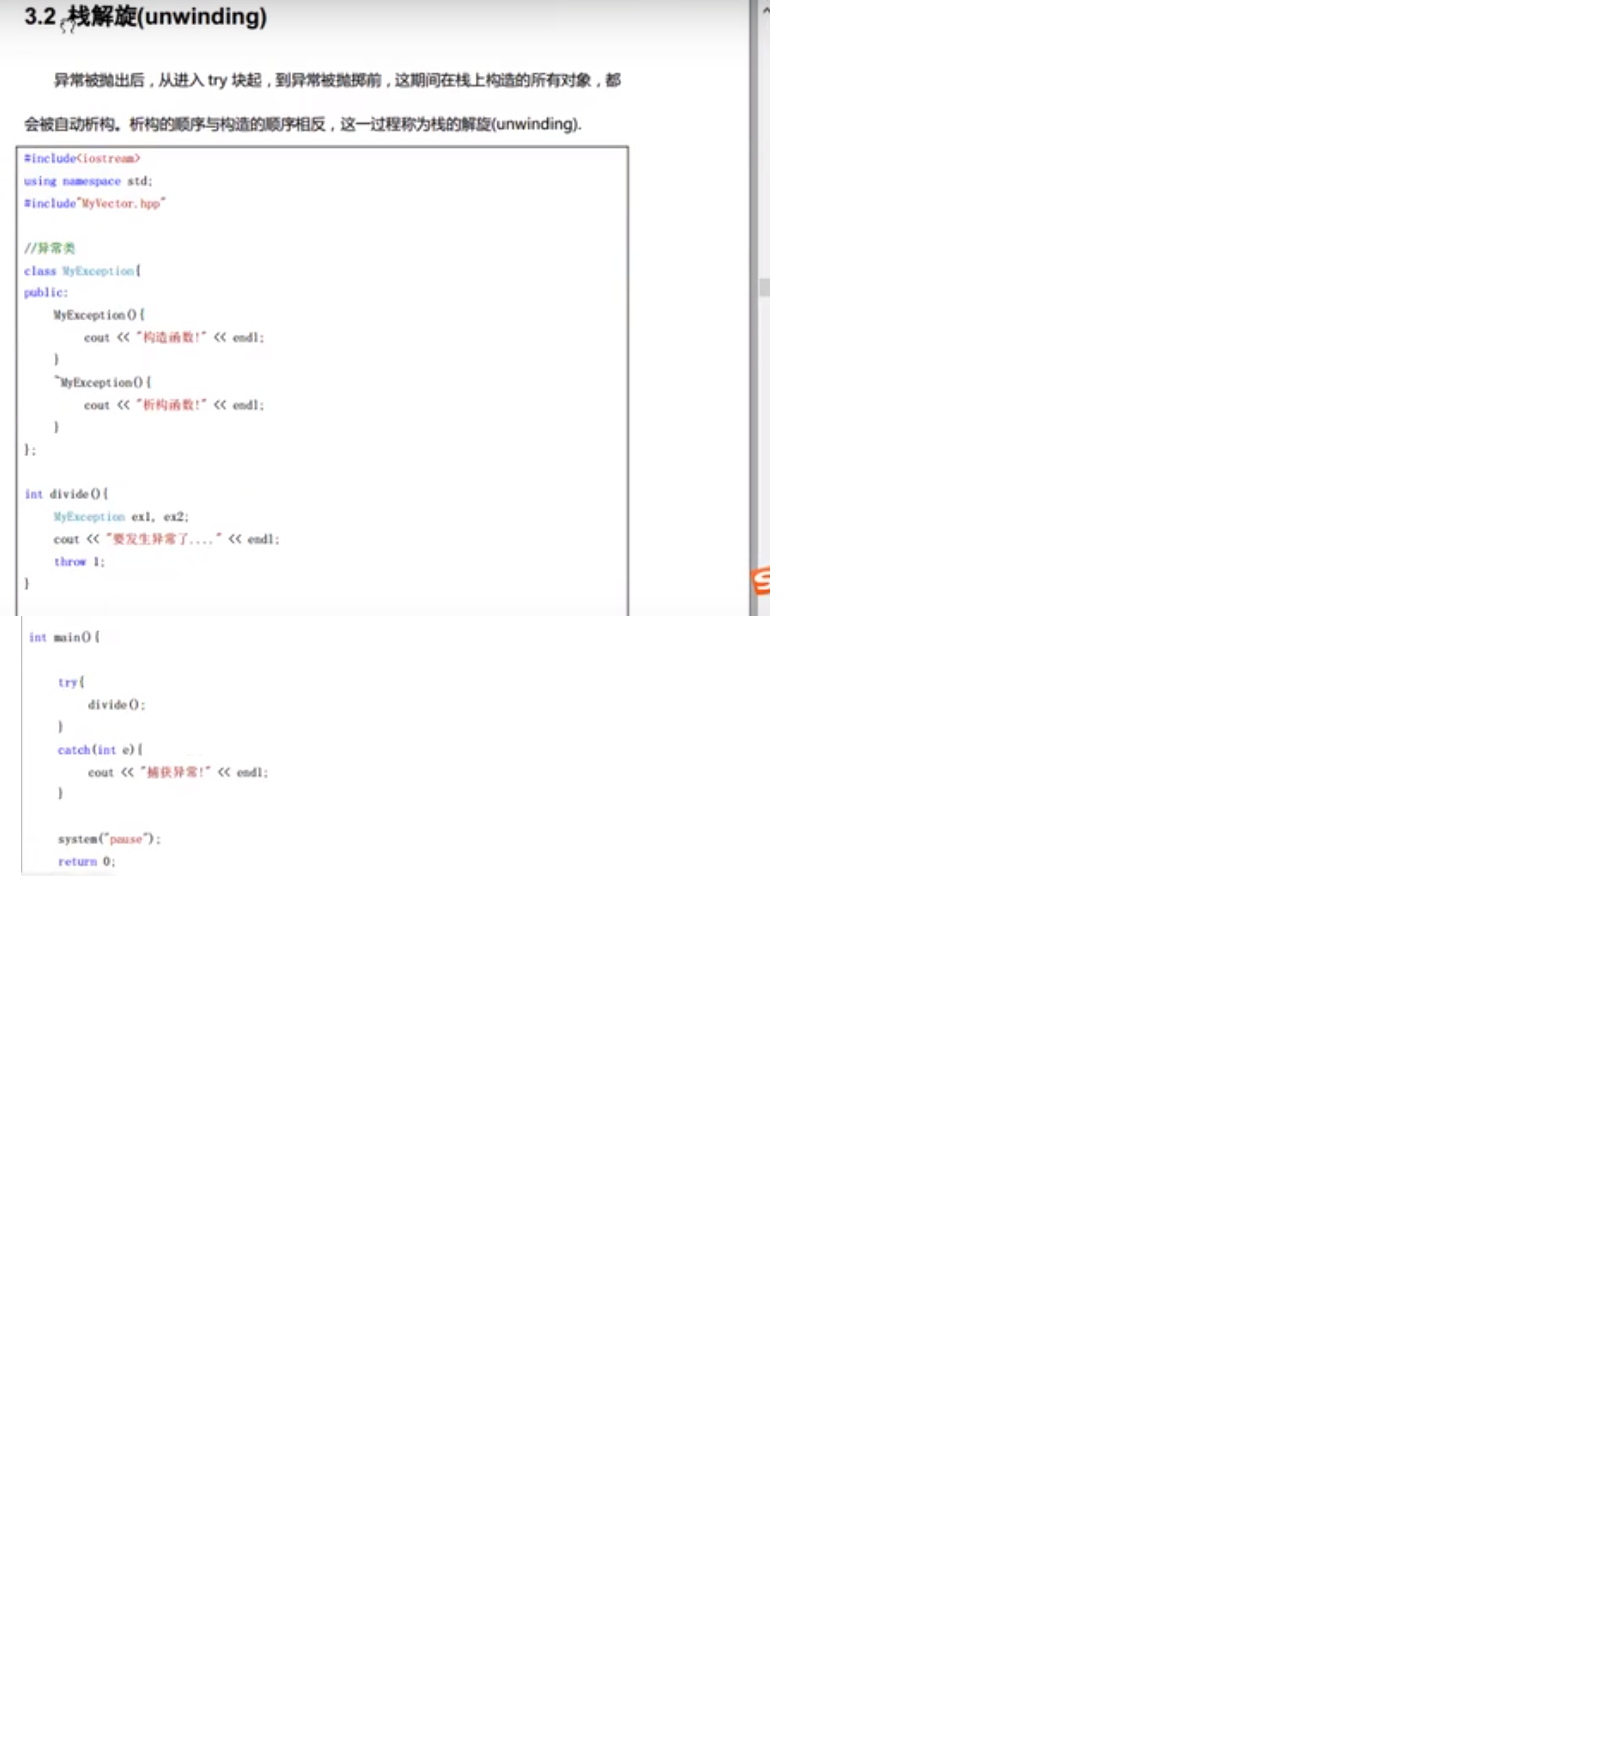 3.2 栈解旋(unwinding)
异常被抛出后，从进入 try 块起，到异常被抛掷前，这期间在栈上构造的所有对象，都
会被自动析构。析构的顺序与构造的顺序相反，这一过程称为栈的解旋(unwinding).
#include<iostream>
using namespace std;
#include"MyVector.hpp"
//异常类
class MyException{
public:
MyException(){
cout << "构造函数!" << endl;
}
~MyException(){
cout << "析构函数!" << endl;
}
};
int divide(){
MyException ex1, ex2;
cout << "要发生异常了...." << endl;
throw 1;
}
int main(){
try{
divide();
}
catch(int e){
cout << "捕获异常!" << endl;
}
system("pause");
return 0;